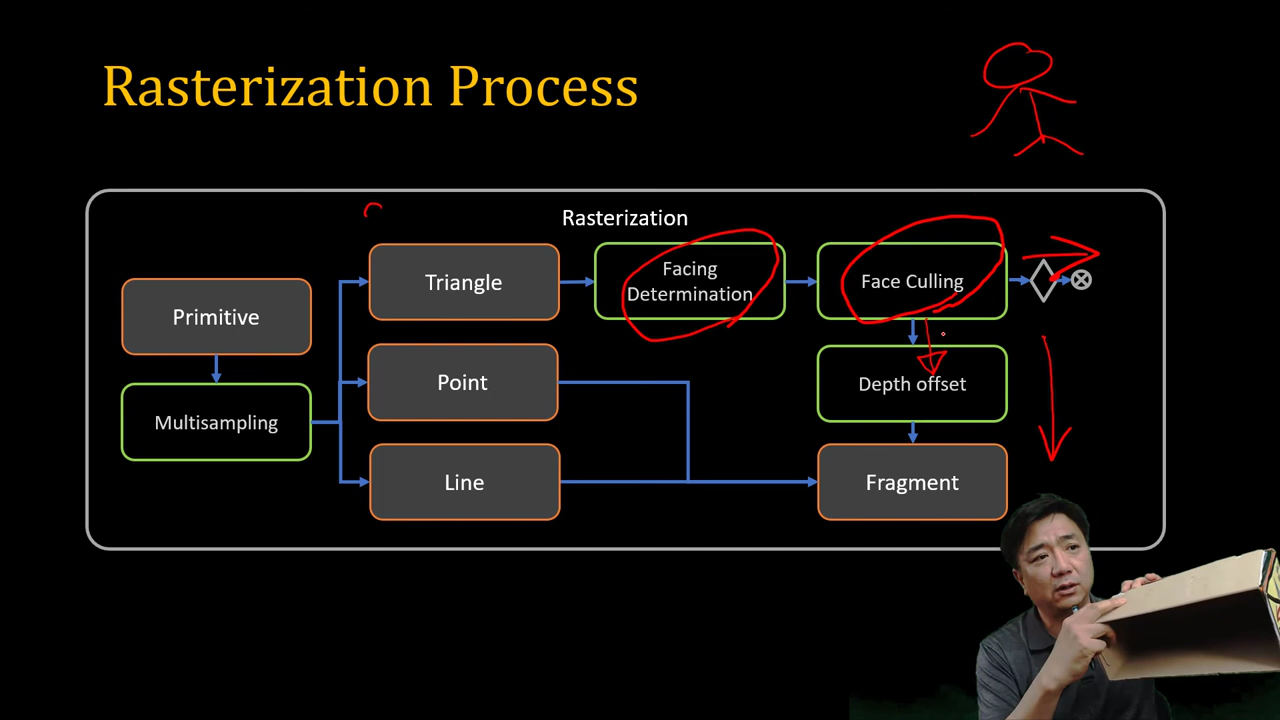 Rasterization Process
Rasterization
Primitive
Multisampling
Triangle
Point
Line
Facing
Determination
Face Culling
Depth offset
Fragment